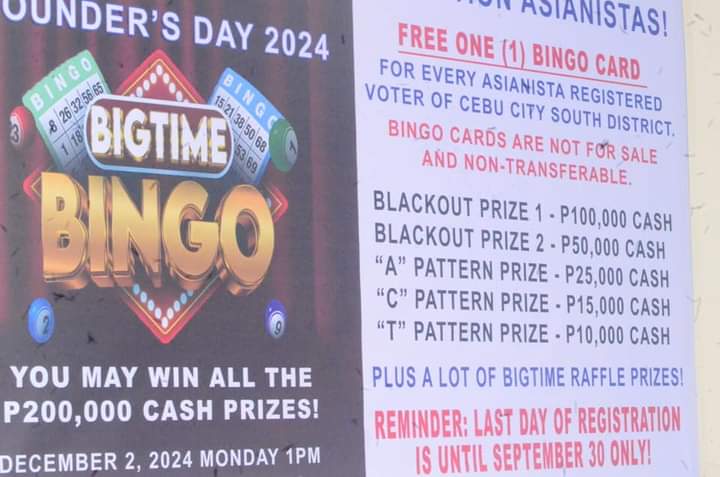 OUNDER'S DAY 2024
BINGO
8 26 32 56 65
1 18
BINGO
15 21 38 50 68
53 69
3
BIGTIME
BINGO
2
9
YOU MAY WIN ALL THE
P200,000 CASH PRIZES!
DECEMBER 2, 2024 MONDAY 1PM
ASIANISTAS!
FREE ONE (1) BINGO CARD
FOR EVERY ASIANISTA REGISTERED
VOTER OF CEBU CITY SOUTH DISTRICT.
BINGO CARDS ARE NOT FOR SALE
AND NON-TRANSFERABLE.
BLACKOUT PRIZE 1 - P100,000 CASH
BLACKOUT PRIZE 2 - P50,000 CASH
"A" PATTERN PRIZE - P25,000 CASH
"C" PATTERN PRIZE - P15,000 CASH
"T" PATTERN PRIZE - P10,000 CASH
PLUS A LOT OF BIGTIME RAFFLE PRIZES!
REMINDER: LAST DAY OF REGISTRATION
IS UNTIL SEPTEMBER 30 ONLY!